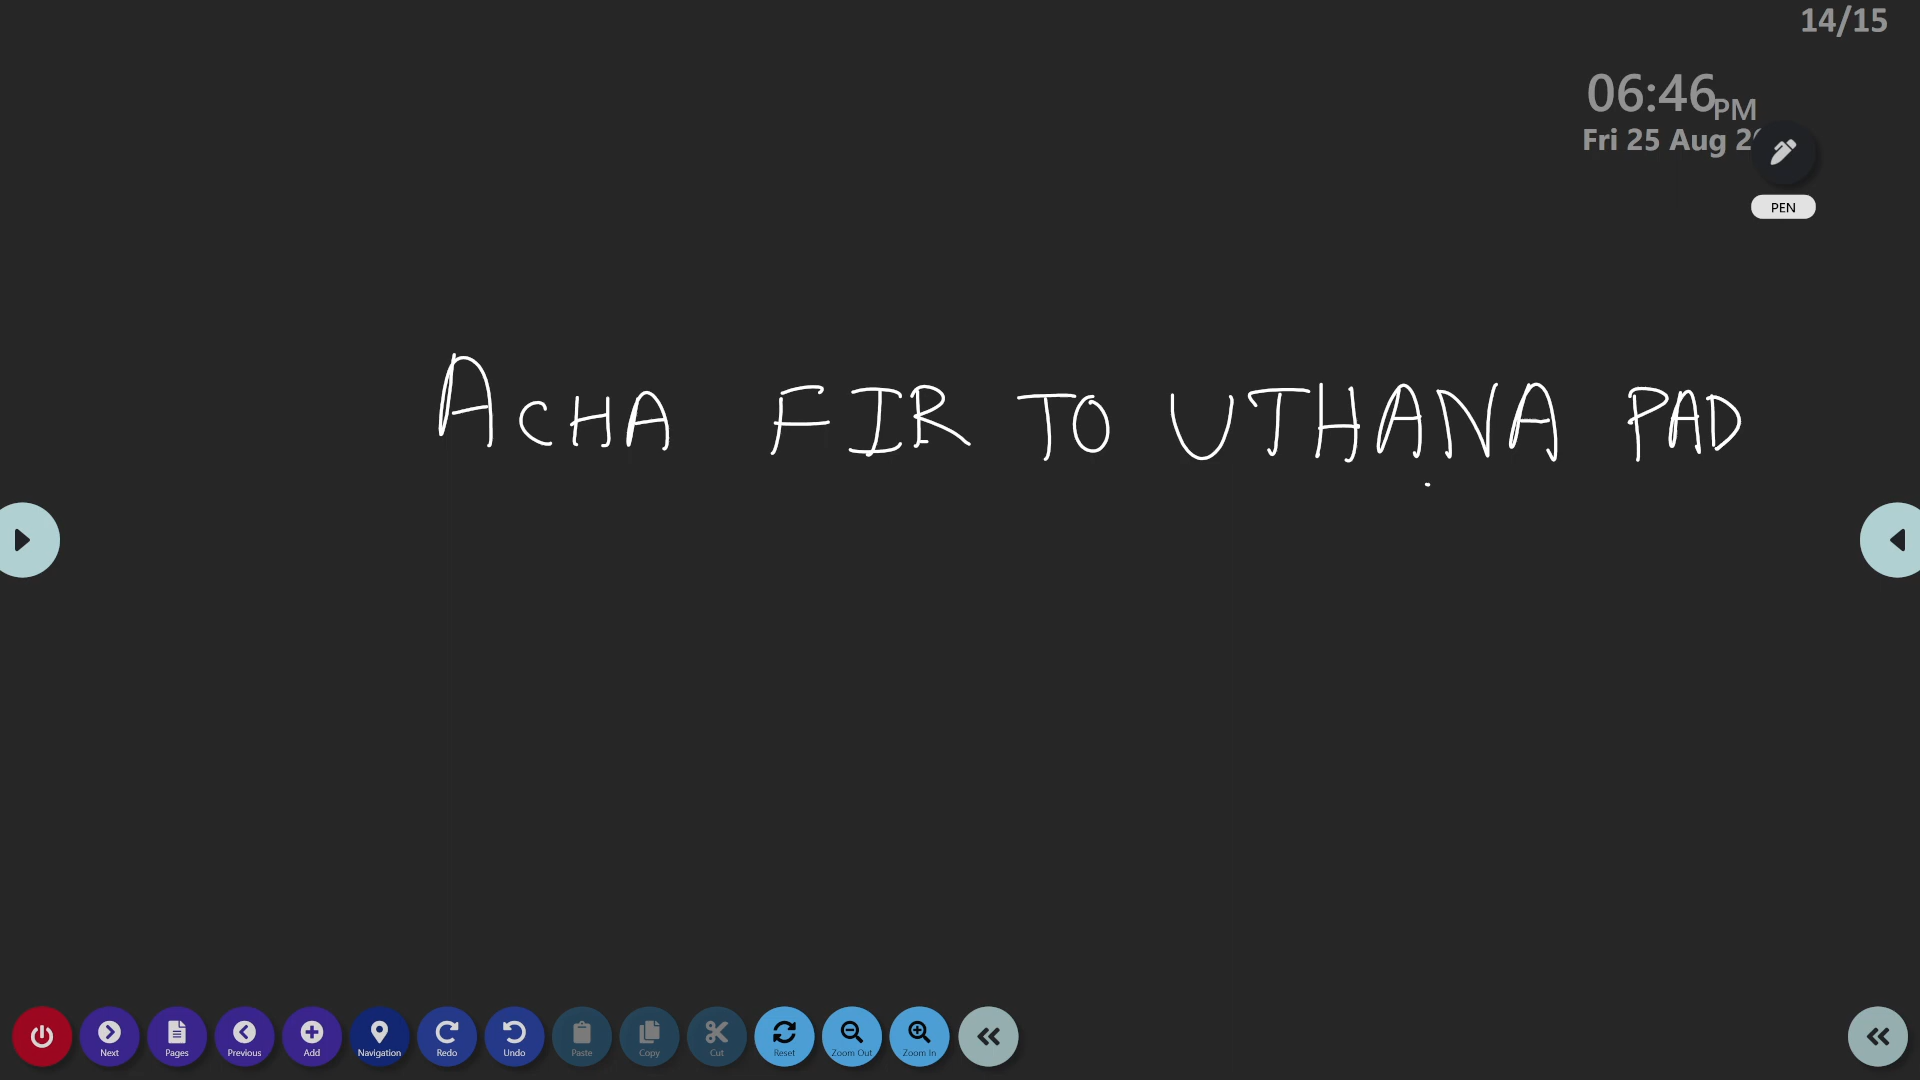 14/15
06:46PM
Fri 25 Aug
PEN
ACHA FIR TO UTHANA PAD
Next Pages Previous Add Navigation Redo Undo Paste Copy Cut Reset Zoom Out Zoom In